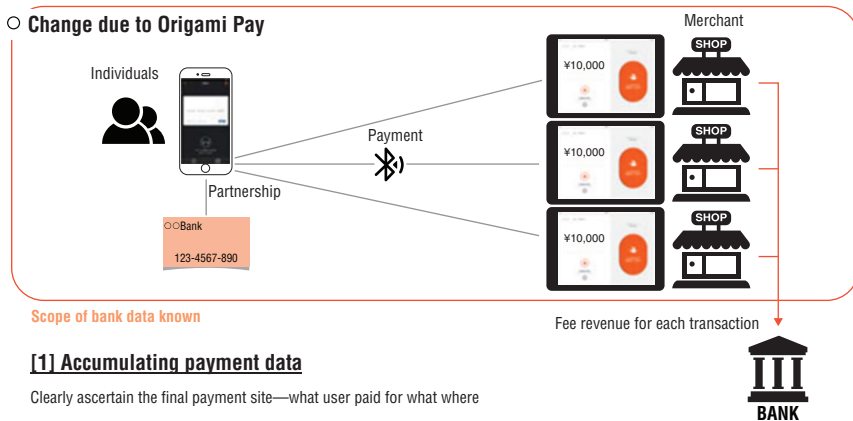 ○ Change due to Origami Pay
Merchant
Individuals
SHOP
¥10,000
Payment
SHOP
¥10,000
Partnership
○○Bank
123-4567-890
SHOP
¥10,000
Scope of bank data known
Fee revenue for each transaction
[1] Accumulating payment data
Clearly ascertain the final payment site—what user paid for what where
BANK